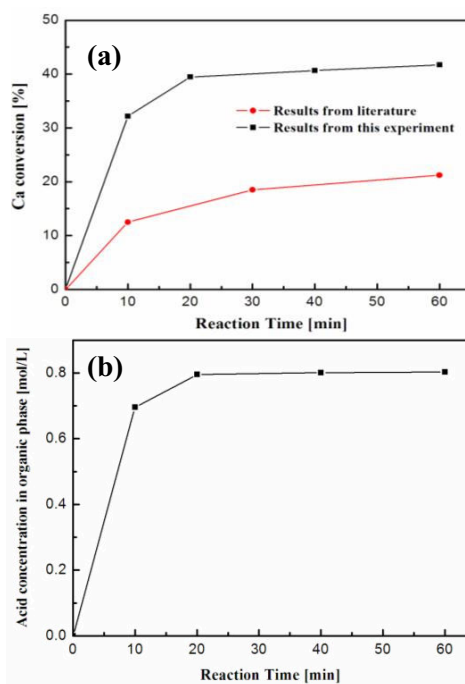 (a)
Ca conversion [%]
50
40
30
20
10
0
Results from literature
Results from this experiment
0 10 20 30 40 50 60
Reaction Time [min]
(b)
Acid concentration in organic phase [mol/L]
0.8
0.6
0.4
0.2
0.0
0 10 20 30 40 50 60
Reaction Time [min]